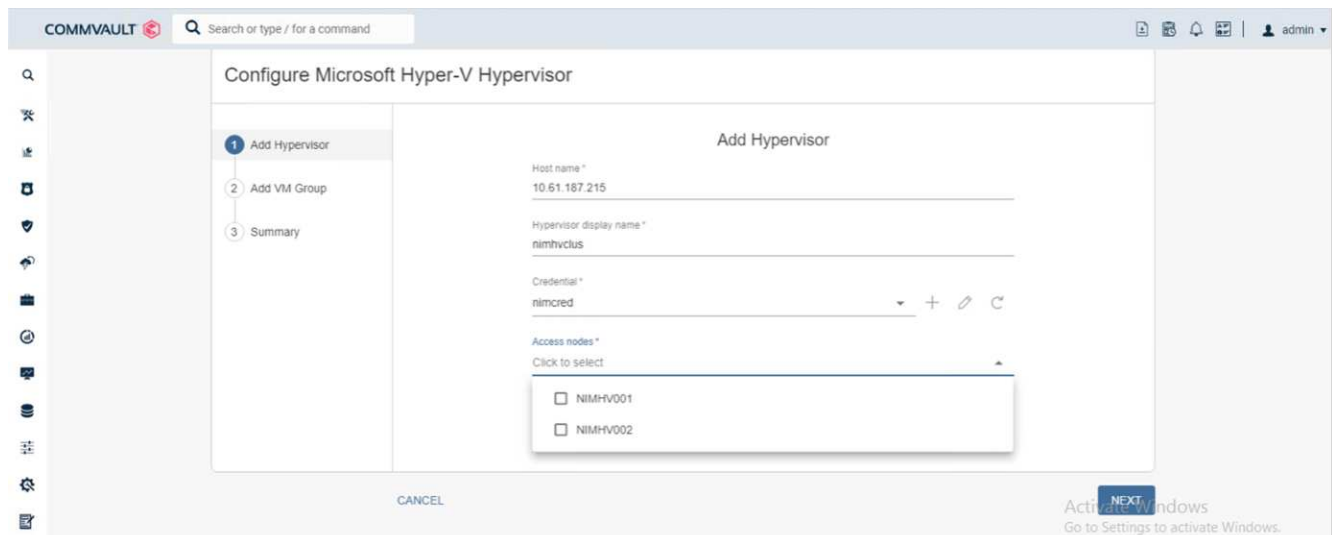 COMMVAULT
Search or type / for a command
admin
Configure Microsoft Hyper-V Hypervisor
1 Add Hypervisor
2 Add VM Group
3 Summary
Add Hypervisor
Host name *
10.61.187.215
Hypervisor display name *
nimhvclus
Credential *
nimcred
Access nodes *
Click to select
NIMHV001
NIMHV002
CANCEL
NEXT
Activate Windows
Go to Settings to activate Windows.